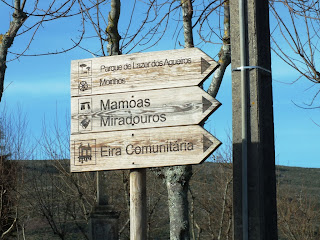 Parque de Lazer dos Agueiros
Moinhos
Mamoas
Miradouros
Eira Comunitária